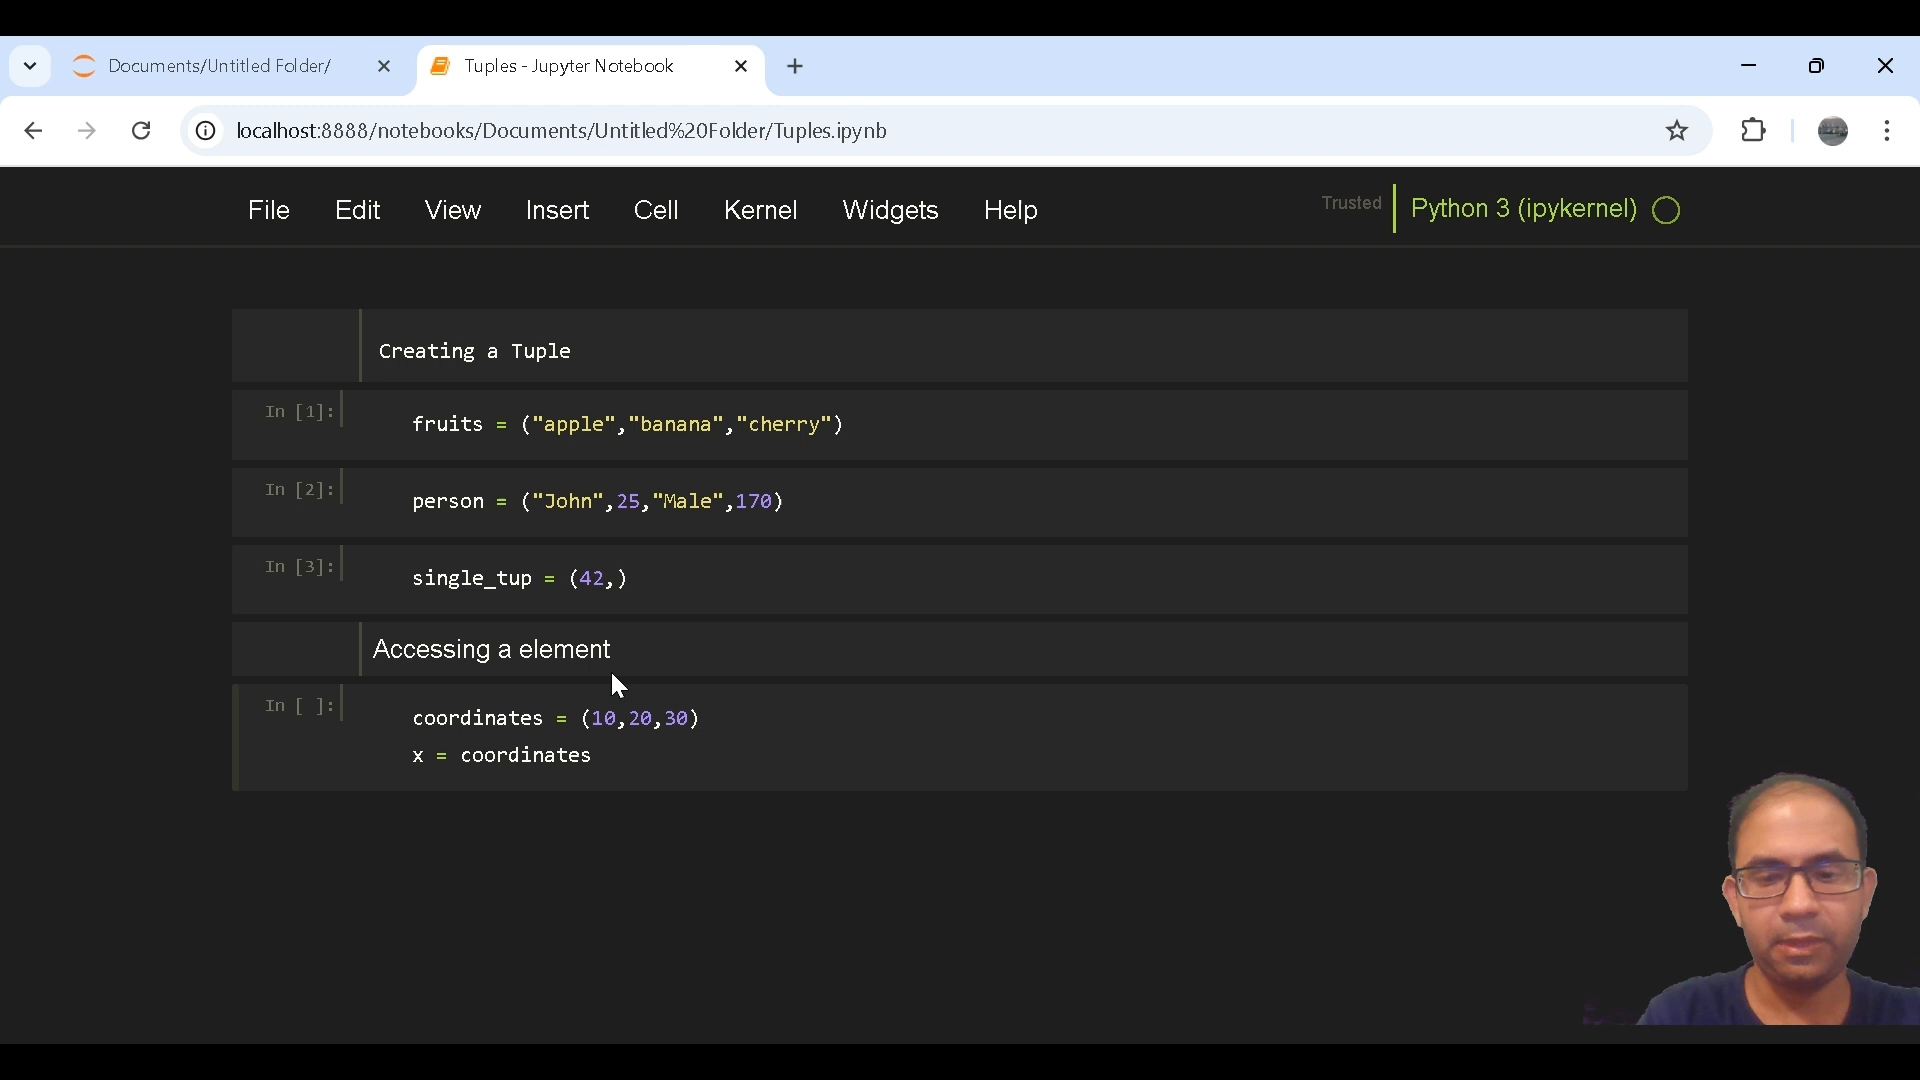 Documents/Untitled Folder/
Tuples - Jupyter Notebook
localhost:8888/notebooks/Documents/Untitled%20Folder/Tuples.ipynb
File Edit View Insert Cell Kernel Widgets Help
Trusted
Python 3 (ipykernel)
Creating a Tuple
In [1]:
fruits = ("apple","banana","cherry")
In [2]:
person = ("John",25,"Male",170)
In [3]:
single_tup = (42,)
Accessing a element
In [ ]:
coordinates = (10,20,30)
x = coordinates